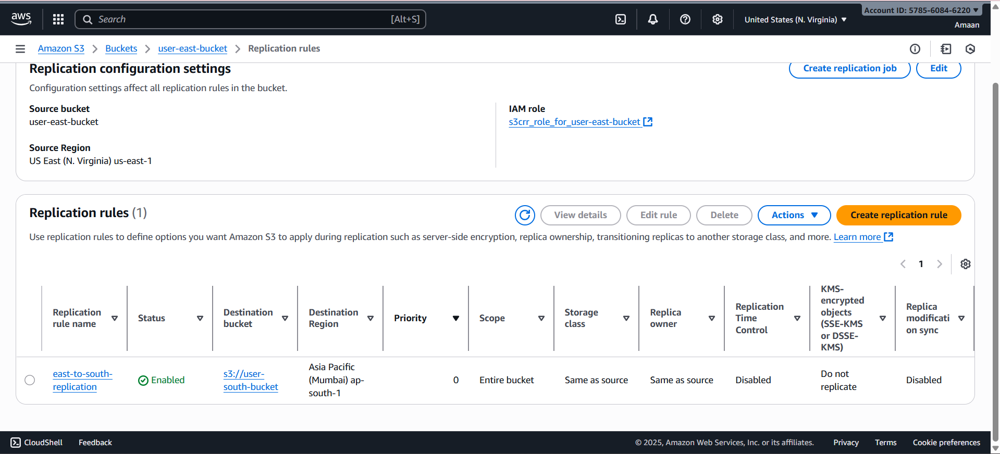 aws
Search [Alt+S]
United States (N. Virginia) ▼
Account ID: 5785-6084-6220 ▼
Amaan
Amazon S3 > Buckets > user-east-bucket > Replication rules
Replication configuration settings
Create replication job
Edit
Configuration settings affect all replication rules in the bucket.
Source bucket
user-east-bucket
IAM role
s3crr_role_for_user-east-bucket
Source Region
US East (N. Virginia) us-east-1
Replication rules (1)
View details
Edit rule
Delete
Actions ▼
Create replication rule
Use replication rules to define options you want Amazon S3 to apply during replication such as server-side encryption, replica ownership, transitioning replicas to another storage class, and more. Learn more
1
Replication
rule name
Status
Destination
bucket
Destination
Region
Priority
Scope
Storage
class
Replica
owner
Replication
Time
Control
KMS-
encrypted
objects
(SSE-KMS
or DSSE-
KMS)
Replica
modificati
on sync
east-to-south-
replication
Enabled
s3://user-
south-bucket
Asia Pacific
(Mumbai) ap-
south-1
0
Entire bucket
Same as source
Same as source
Disabled
Do not
replicate
Disabled
CloudShell
Feedback
© 2025, Amazon Web Services, Inc. or its affiliates.
Privacy
Terms
Cookie preferences